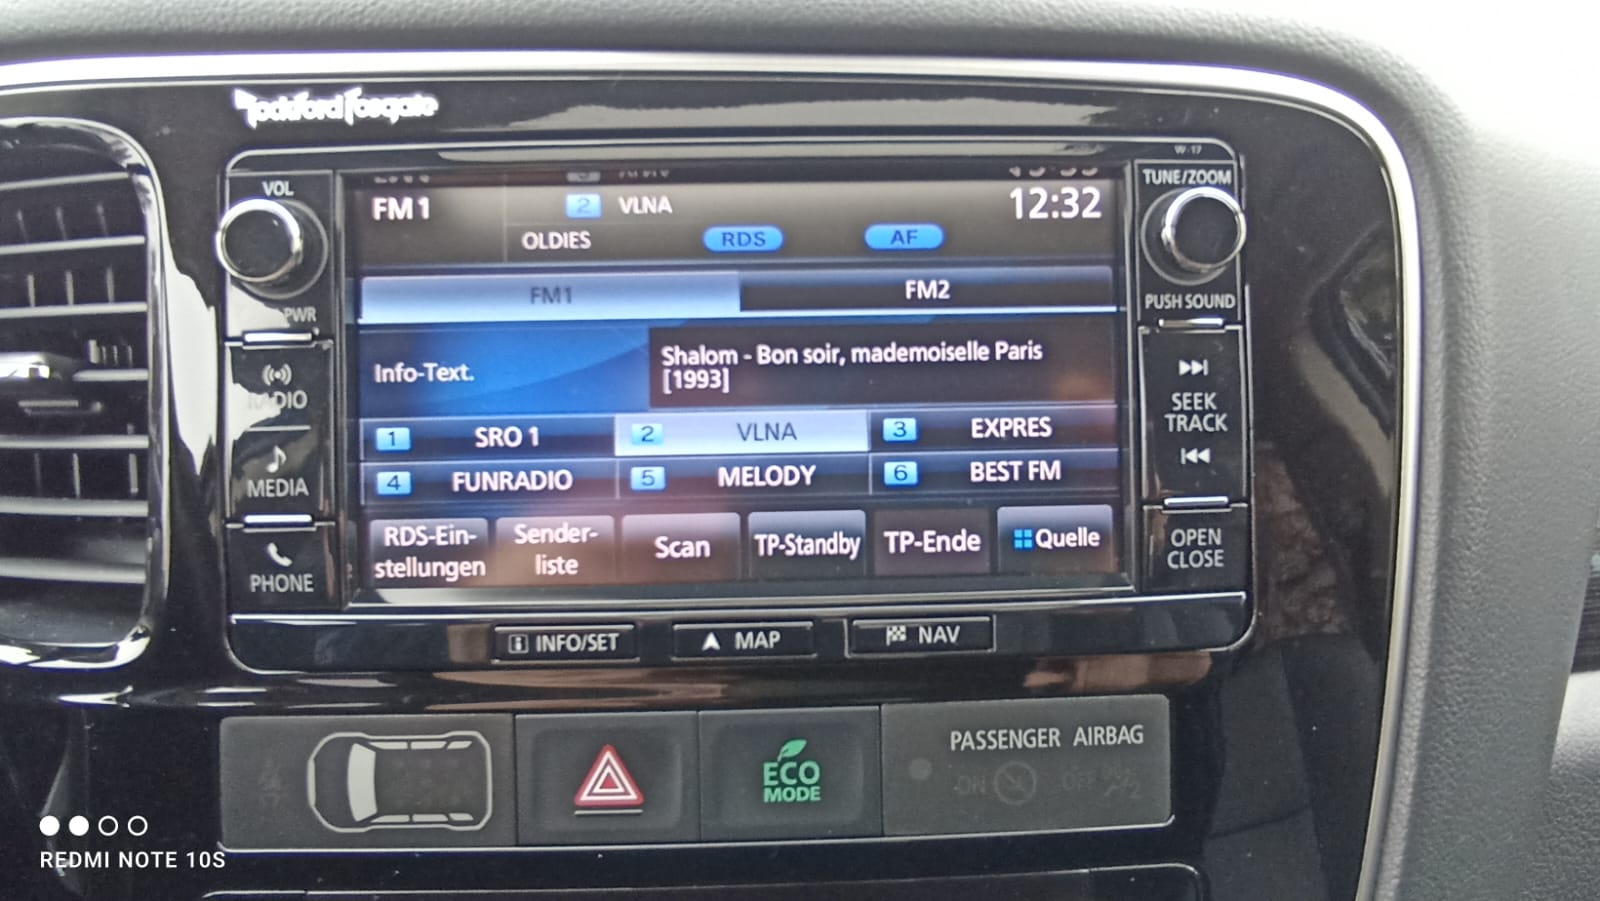 Rockford Fosgate
W-17
VOL
PWR
TUNE/ZOOM
PUSH SOUND
FM1
2 VLNA
12:32
OLDIES
RDS
AF
FM1
FM2
Info-Text.
Shalom - Bon soir, mademoiselle Paris
[1993]
1 SRO 1
2 VLNA
3 EXPRES
4 FUNRADIO
5 MELODY
6 BEST FM
RDS-Ein-
stellungen
Sender-
liste
Scan
TP-Standby
TP-Ende
Quelle
RADIO
MEDIA
PHONE
SEEK
TRACK
OPEN
CLOSE
INFO/SET
MAP
NAV
ECO
MODE
PASSENGER AIRBAG
ON
OFF
REDMI NOTE 10S